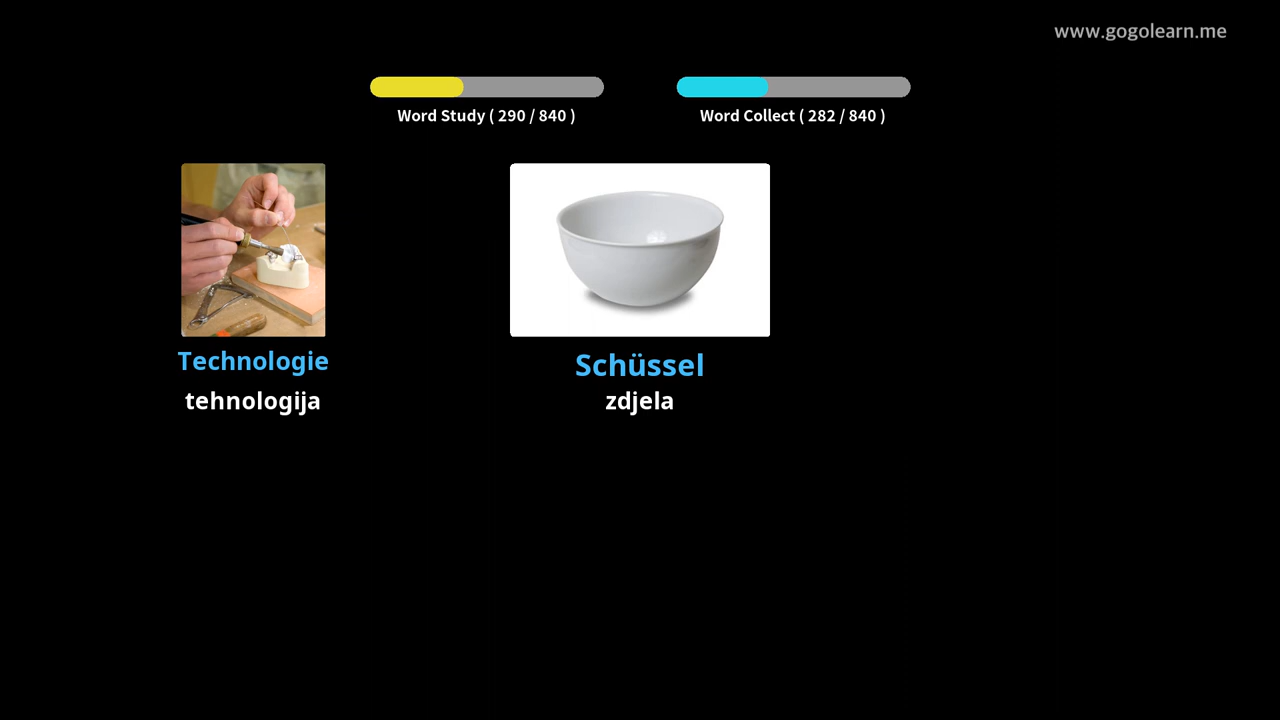 www.gogolearn.me
Word Study ( 290 / 840 )
Word Collect ( 282 / 840 )
Technologie
tehnologija
Schüssel
zdjela